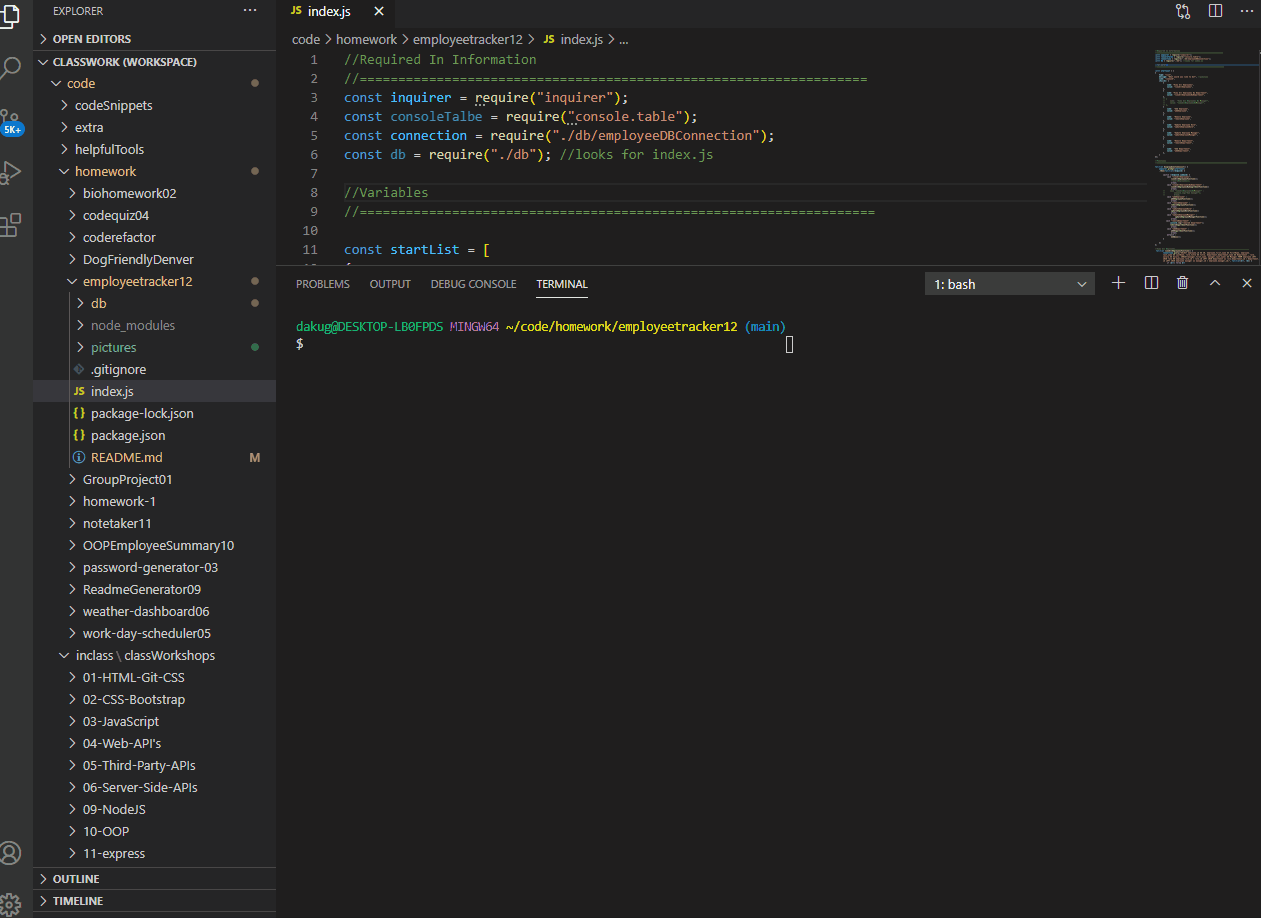 EXPLORER
OPEN EDITORS
CLASSWORK (WORKSPACE)
code
codeSnippets
extra
helpfulTools
homework
biohomework02
codequiz04
coderefactor
DogFriendlyDenver
employeetracker12
db
node_modules
pictures
.gitignore
JS index.js
{} package-lock.json
{} package.json
README.md M
GroupProject01
homework-1
notetaker11
OOPEmployeeSummary10
password-generator-03
ReadmeGenerator09
weather-dashboard06
work-day-scheduler05
inclass \ classWorkshops
01-HTML-Git-CSS
02-CSS-Bootstrap
03-JavaScript
04-Web-API's
05-Third-Party-APIs
06-Server-Side-APIs
09-NodeJS
10-OOP
11-express
OUTLINE
TIMELINE
5K+
JS index.js
code > homework > employeetracker12 > JS index.js > ...
1 //Required In Information
2 //==================================================================
3 const inquirer = require("inquirer");
4 const consoleTalbe = require("console.table");
5 const connection = require("./db/employeeDBConnection");
6 const db = require("./db"); //looks for index.js
7
8 //Variables
9 //===================================================================
10
11 const startList = [
PROBLEMS OUTPUT DEBUG CONSOLE TERMINAL 1: bash
dakug@DESKTOP-LB0FPDS MINGW64 ~/code/homework/employeetracker12 (main)
$